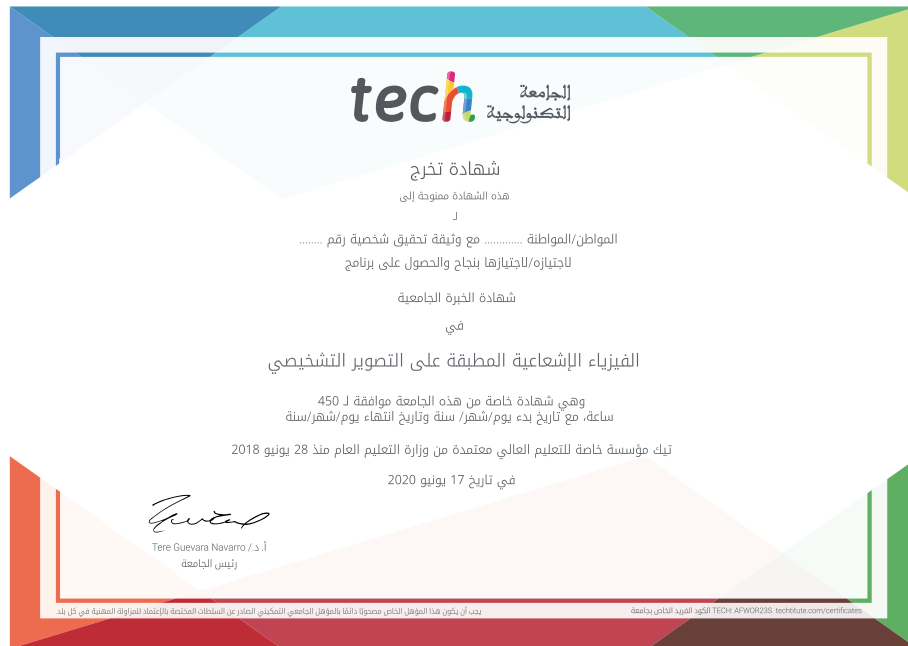 tech
الجامعة
التكنولوجية
شهادة تخرج
هذه الشهادة ممنوحة إلى
لـ
المواطن/المواطنة ............ مع وثيقة تحقيق شخصية رقم ........
لاجتيازه/لاجتيازها بنجاح والحصول على برنامج
شهادة الخبرة الجامعية
في
الفيزياء الإشعاعية المطبقة على التصوير التشخيصي
وهي شهادة خاصة من هذه الجامعة موافقة لـ 450
ساعة، مع تاريخ بدء يوم/شهر/ سنة وتاريخ انتهاء يوم/شهر/سنة
تيك مؤسسة خاصة للتعليم العالي معتمدة من وزارة التعليم العام منذ 28 يونيو 2018
في تاريخ 17 يونيو 2020
أ. د./ Tere Guevara Navarro
رئيس الجامعة
يجب أن يكون هذا المؤهل الخاص مصحوبًا دائمًا بالمؤهل الجامعي التمكيني الصادر عن السلطات المختصة بالإعتماد للمزاولة المهنية في كل بلد.
الكود الفريد الخاص بجامعة TECH: AFWOR23S techtitute.com/certificates